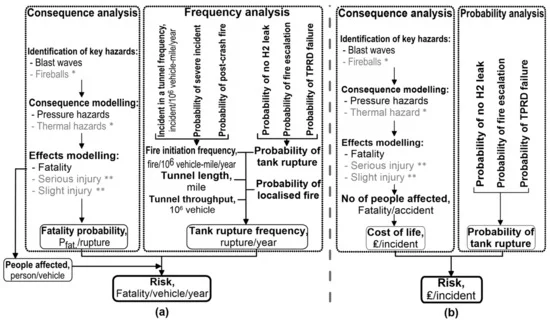 Consequence analysis
Identification of key hazards:
- Blast waves
- Fireballs *
Consequence modelling:
- Pressure hazards
- Thermal hazards *
Effects modelling:
- Fatality
- Serious injury **
- Slight injury **
Fatality probability,
Pfat./rupture
People affected,
person/vehicle
Frequency analysis
Incident in a tunnel frequency,
incident/10⁶ vehicle-mile/year
Probability of severe incident
Probability of post-crash fire
Probability of no H2 leak
Probability of fire escalation
Probability of TPRD failure
Fire initiation frequency,
fire/10⁶ vehicle-mile/year
Probability of
tank rupture
Tunnel length,
mile
Tunnel throughput,
10⁶ vehicle
Probability of
localised fire
Tank rupture frequency,
rupture/year
Risk,
Fatality/vehicle/year
(a)
Consequence analysis
Identification of key hazards:
- Blast waves
- Fireballs *
Consequence modelling:
- Pressure hazards
- Thermal hazard *
Effects modelling:
- Fatality
- Serious injury **
- Slight injury **
No of people affected,
Fatality/accident
Cost of life,
£/incident
Probability analysis
Probability of no H2 leak
Probability of fire escalation
Probability of TPRD failure
Probability of
tank rupture
Risk,
£/incident
(b)